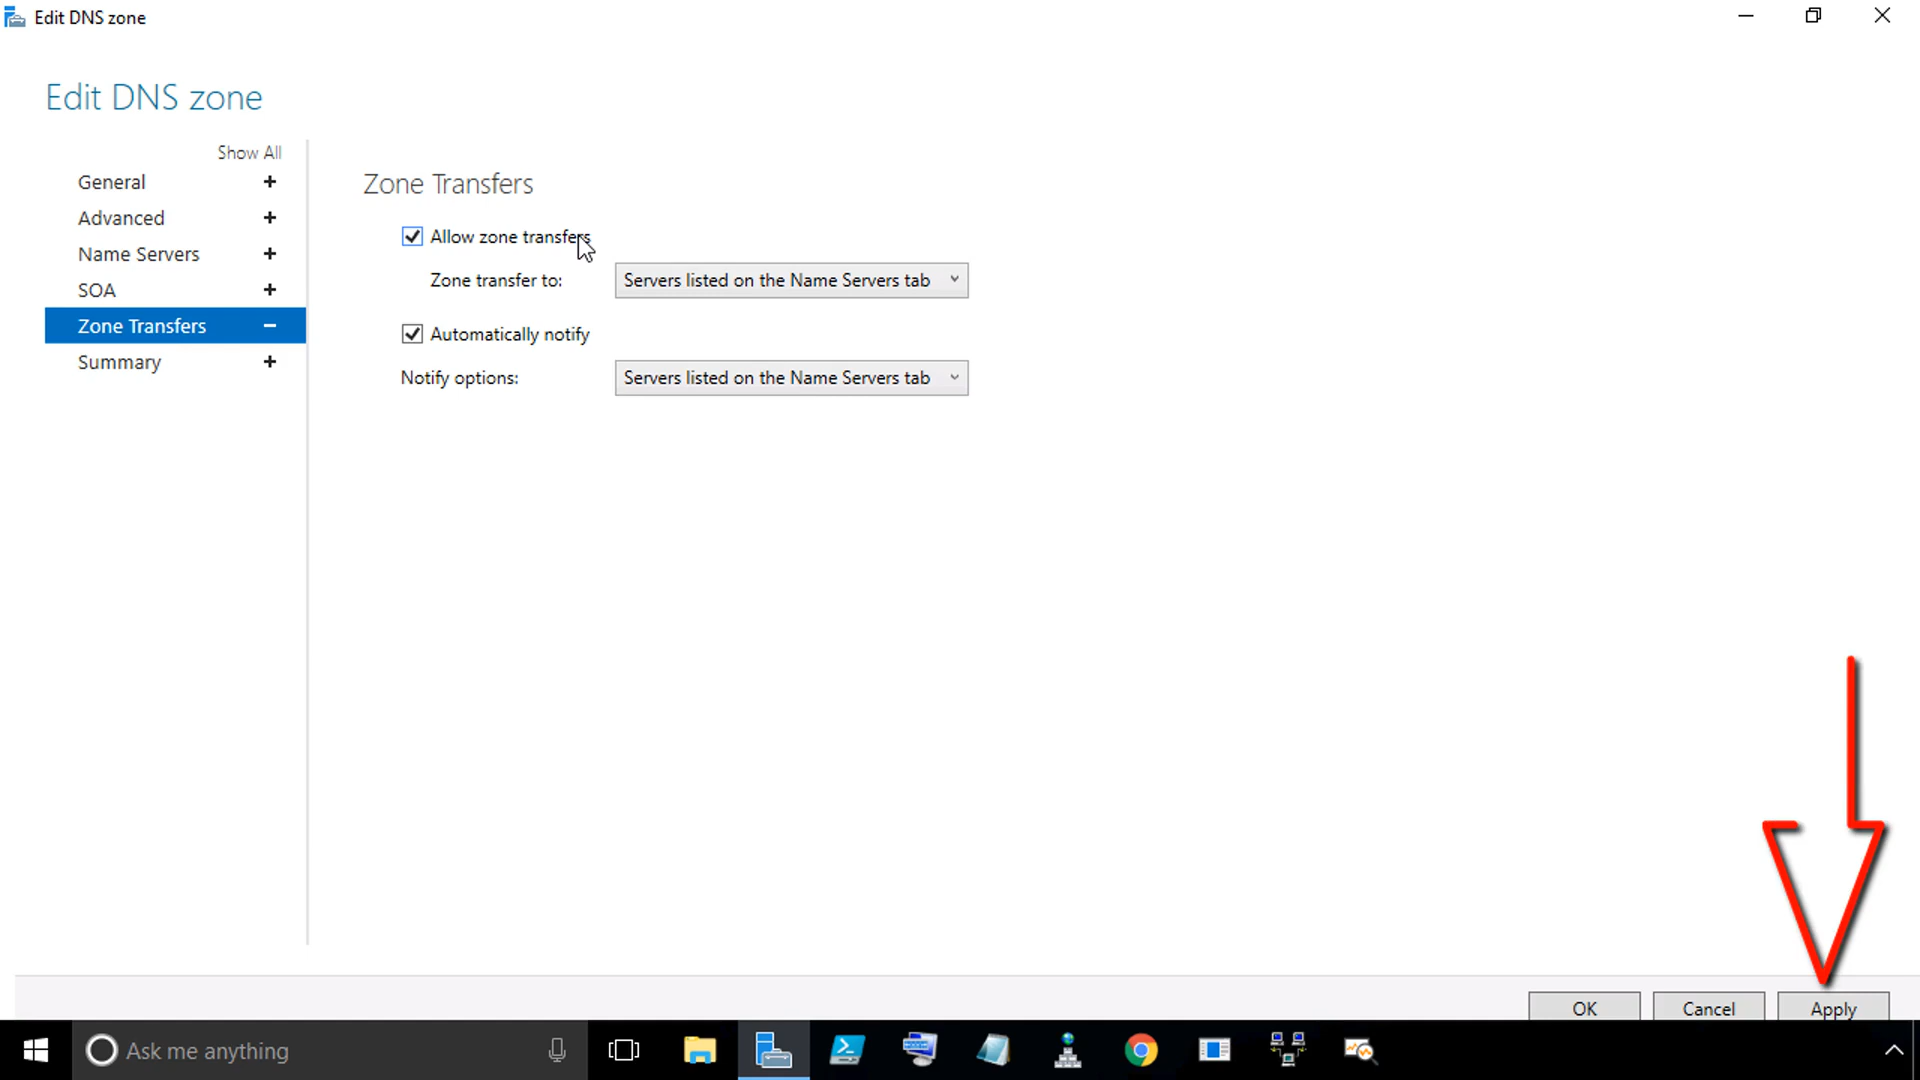 Edit DNS zone
Edit DNS zone
Show All
General
Advanced
Name Servers
SOA
Zone Transfers
Summary
Zone Transfers
Allow zone transfers
Zone transfer to: Servers listed on the Name Servers tab
Automatically notify
Notify options: Servers listed on the Name Servers tab
OK Cancel Apply
Ask me anything